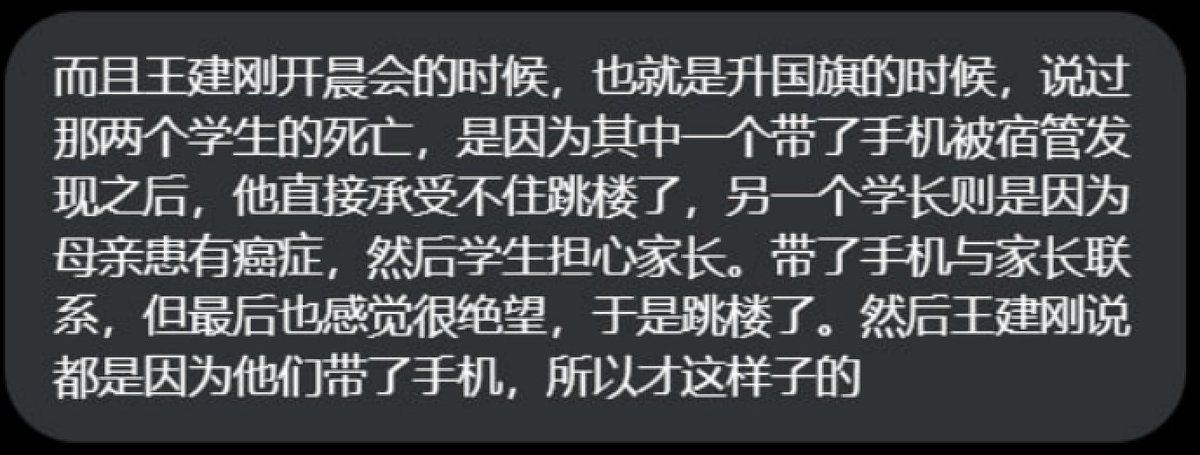 而且王建刚开晨会的时候，也就是升国旗的时候，说过
那两个学生的死亡，是因为其中一个带了手机被宿管发
现之后，他直接承受不住跳楼了，另一个学长则是因为
母亲患有癌症，然后学生担心家长。带了手机与家长联
系，但最后也感觉很绝望，于是跳楼了。然后王建刚说
都是因为他们带了手机，所以才这样子的